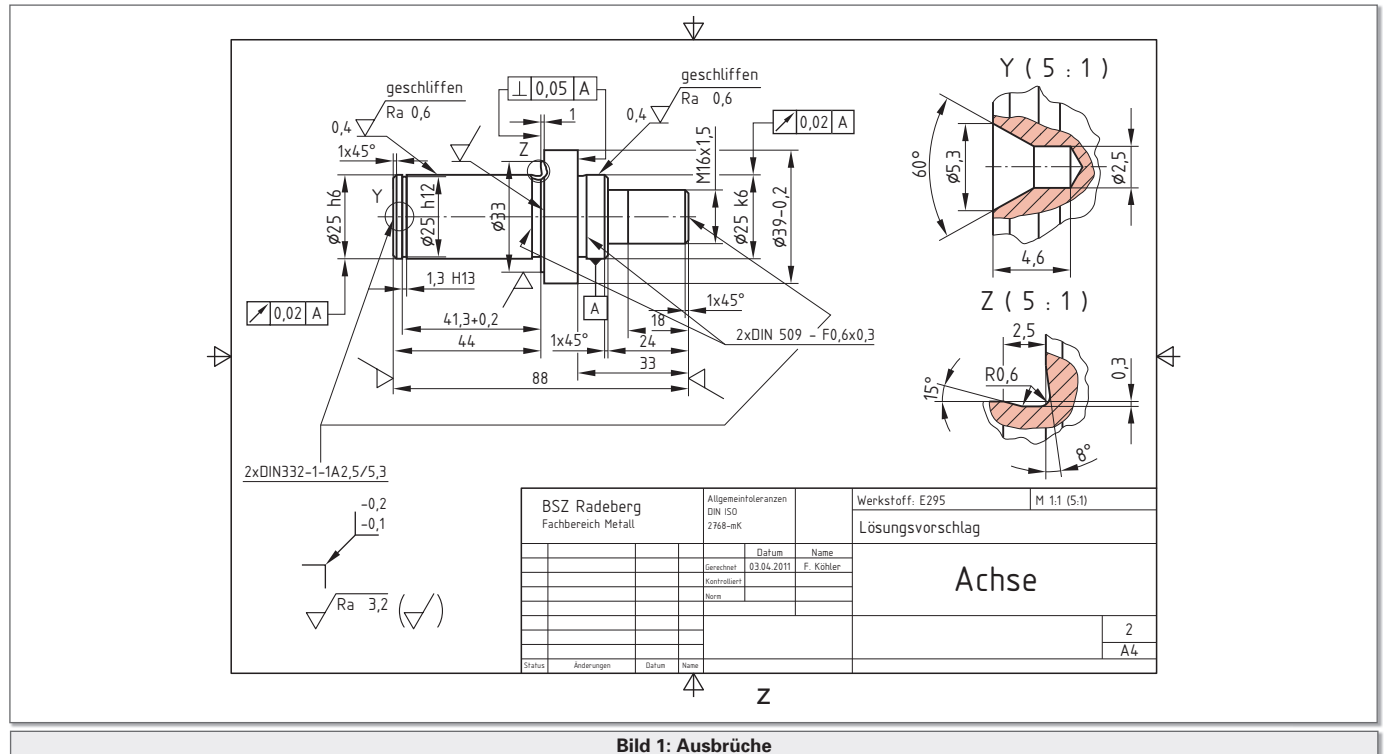 geschliffen
Ra 0,6
0,4
⊥ 0,05 A
1
geschliffen
Ra 0,6
0,4
↗ 0,02 A
1x45°
Z
Y
ø25 h6
ø25 h12
ø33
M16x1,5
ø25 k6
ø39-0,2
1,3 H13
↗ 0,02 A
A
1x45°
41,3+0,2
18
2xDIN 509 - F0,6x0,3
44
1x45°
24
33
88
2xDIN332-1-1A2,5/5,3
-0,2
-0,1
Ra 3,2
Y ( 5 : 1 )
60°
ø5,3
ø2,5
4,6
Z ( 5 : 1 )
2,5
R0,6
0,3
15°
8°
BSZ Radeberg
Fachbereich Metall
Allgemeintoleranzen
DIN ISO
2768-mK
Werkstoff: E295
M 1:1 (5:1)
Lösungsvorschlag
Datum Name
Gerechnet 03.04.2011 F. Köhler
Kontrolliert
Norm
Achse
2
A4
Status Änderungen Datum Name
Z
Bild 1: Ausbrüche